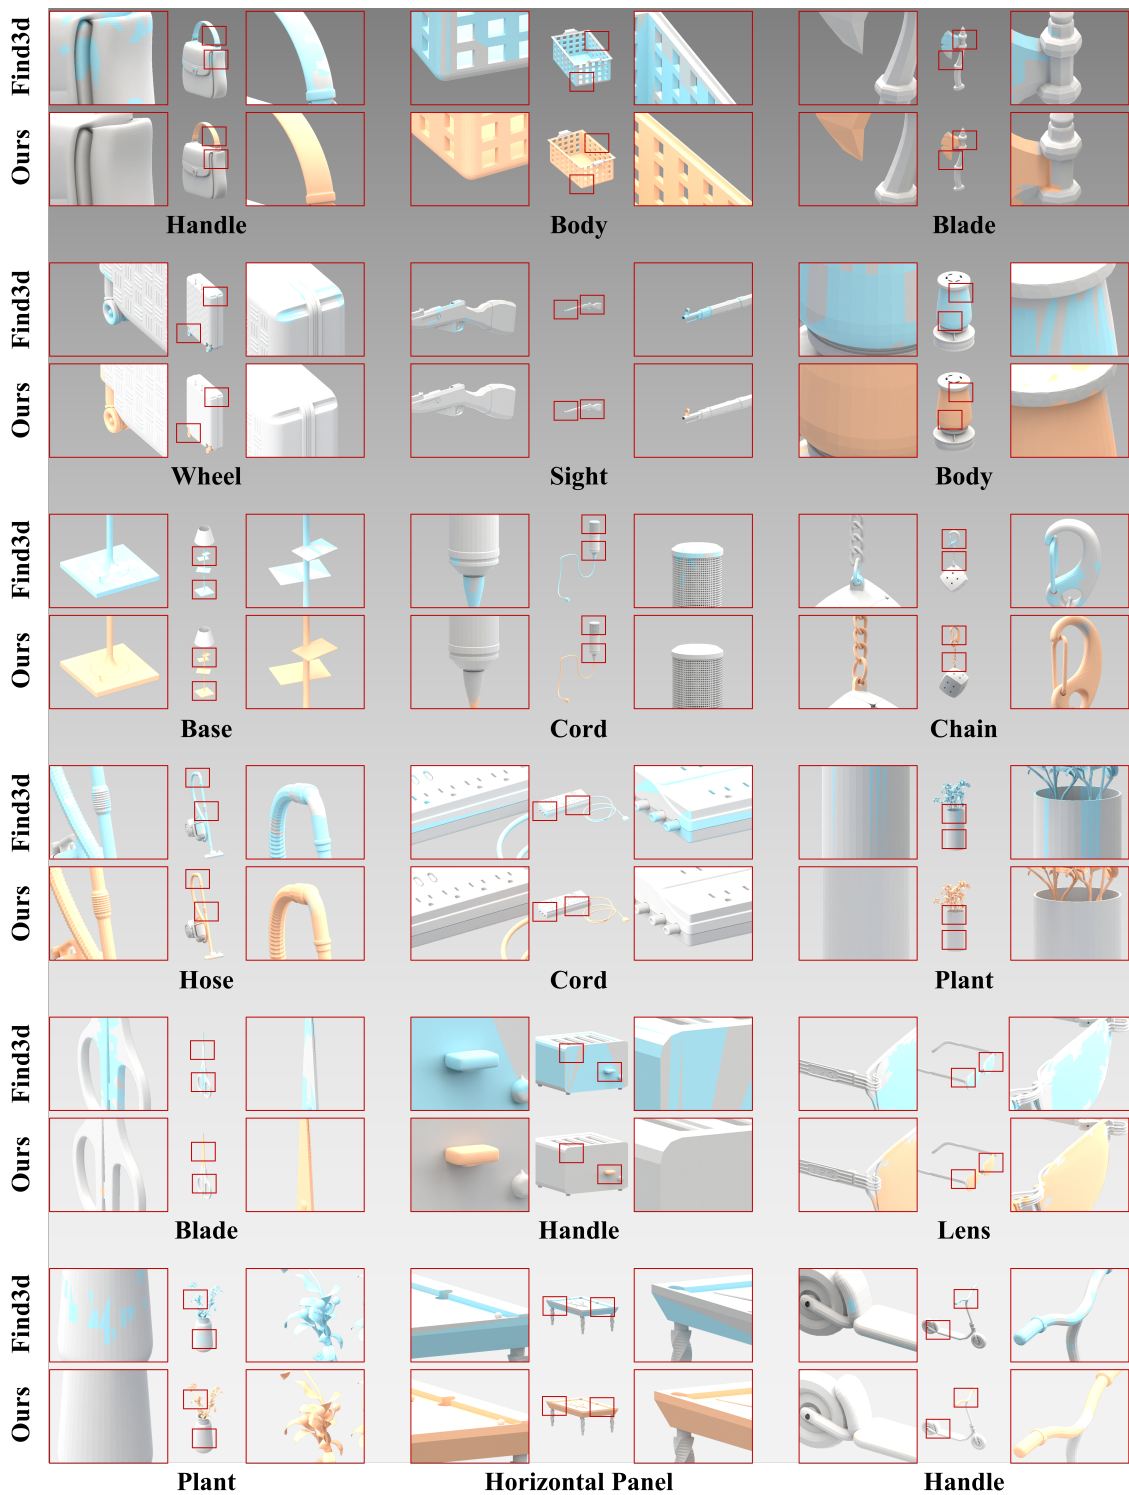 Find3d
Ours
Handle Body Blade
Find3d
Ours
Wheel Sight Body
Find3d
Ours
Base Cord Chain
Find3d
Ours
Hose Cord Plant
Find3d
Ours
Blade Handle Lens
Find3d
Ours
Plant Horizontal Panel Handle